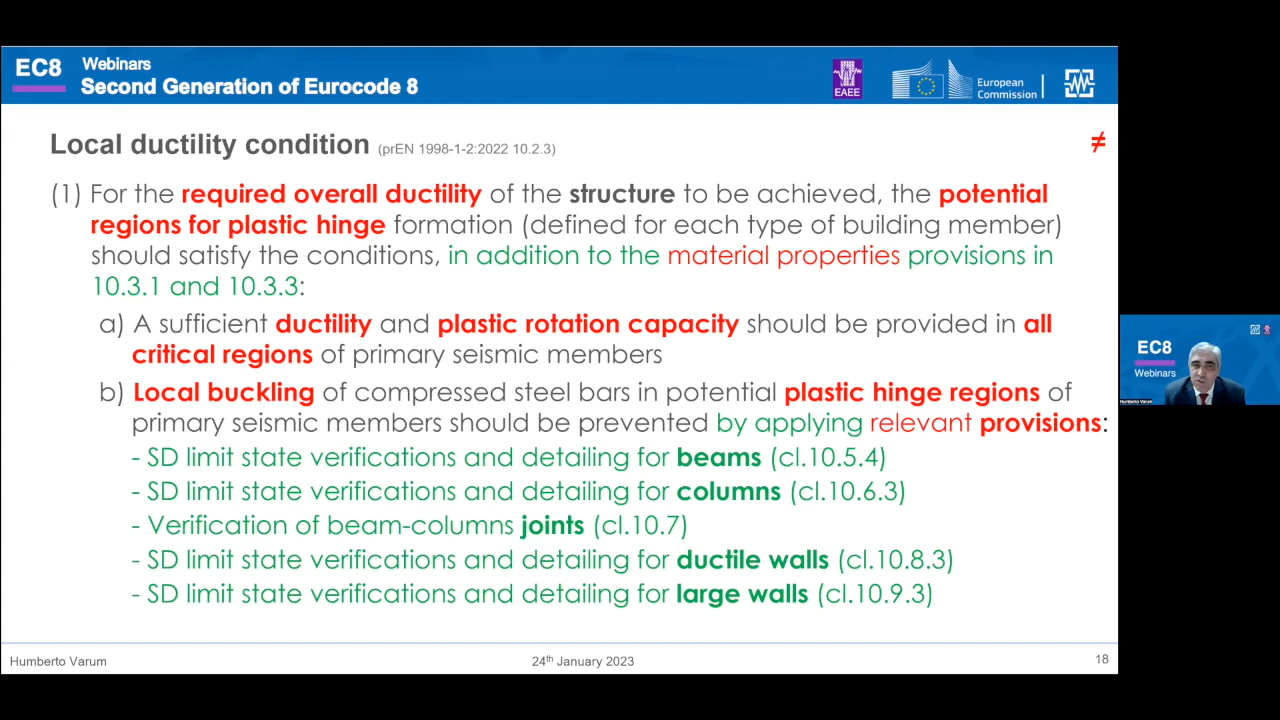 EC8
Webinars
Second Generation of Eurocode 8
EAEE
European
Commission
Local ductility condition (prEN 1998-1-2:2022 10.2.3)
≠
(1) For the required overall ductility of the structure to be achieved, the potential
regions for plastic hinge formation (defined for each type of building member)
should satisfy the conditions, in addition to the material properties provisions in
10.3.1 and 10.3.3:
a) A sufficient ductility and plastic rotation capacity should be provided in all
critical regions of primary seismic members
b) Local buckling of compressed steel bars in potential plastic hinge regions of
primary seismic members should be prevented by applying relevant provisions:
- SD limit state verifications and detailing for beams (cl.10.5.4)
- SD limit state verifications and detailing for columns (cl.10.6.3)
- Verification of beam-columns joints (cl.10.7)
- SD limit state verifications and detailing for ductile walls (cl.10.8.3)
- SD limit state verifications and detailing for large walls (cl.10.9.3)
Humberto Varum
24th January 2023
18
EC8
Webinars
Humberto Varum